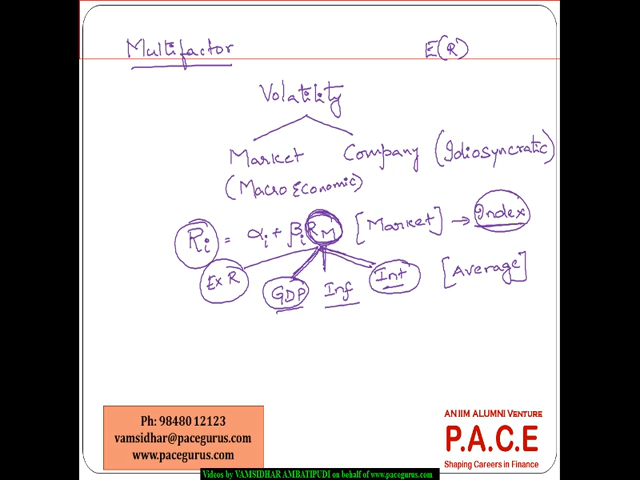 Multifactor E(R)
Volatility
Market Company (Idiosyncratic)
(Macro Economic)
Ri = αi + βi RM [Market] → Index
Ex R GDP Inf Int [Average]
Ph: 98480 12123
vamsidhar@pacegurus.com
www.pacegurus.com
AN IIM ALUMNI VENTURE
P.A.C.E
Shaping Careers in Finance
Videos by VAMSIDHAR AMBATIPUDI on behalf of www.pacegurus.com